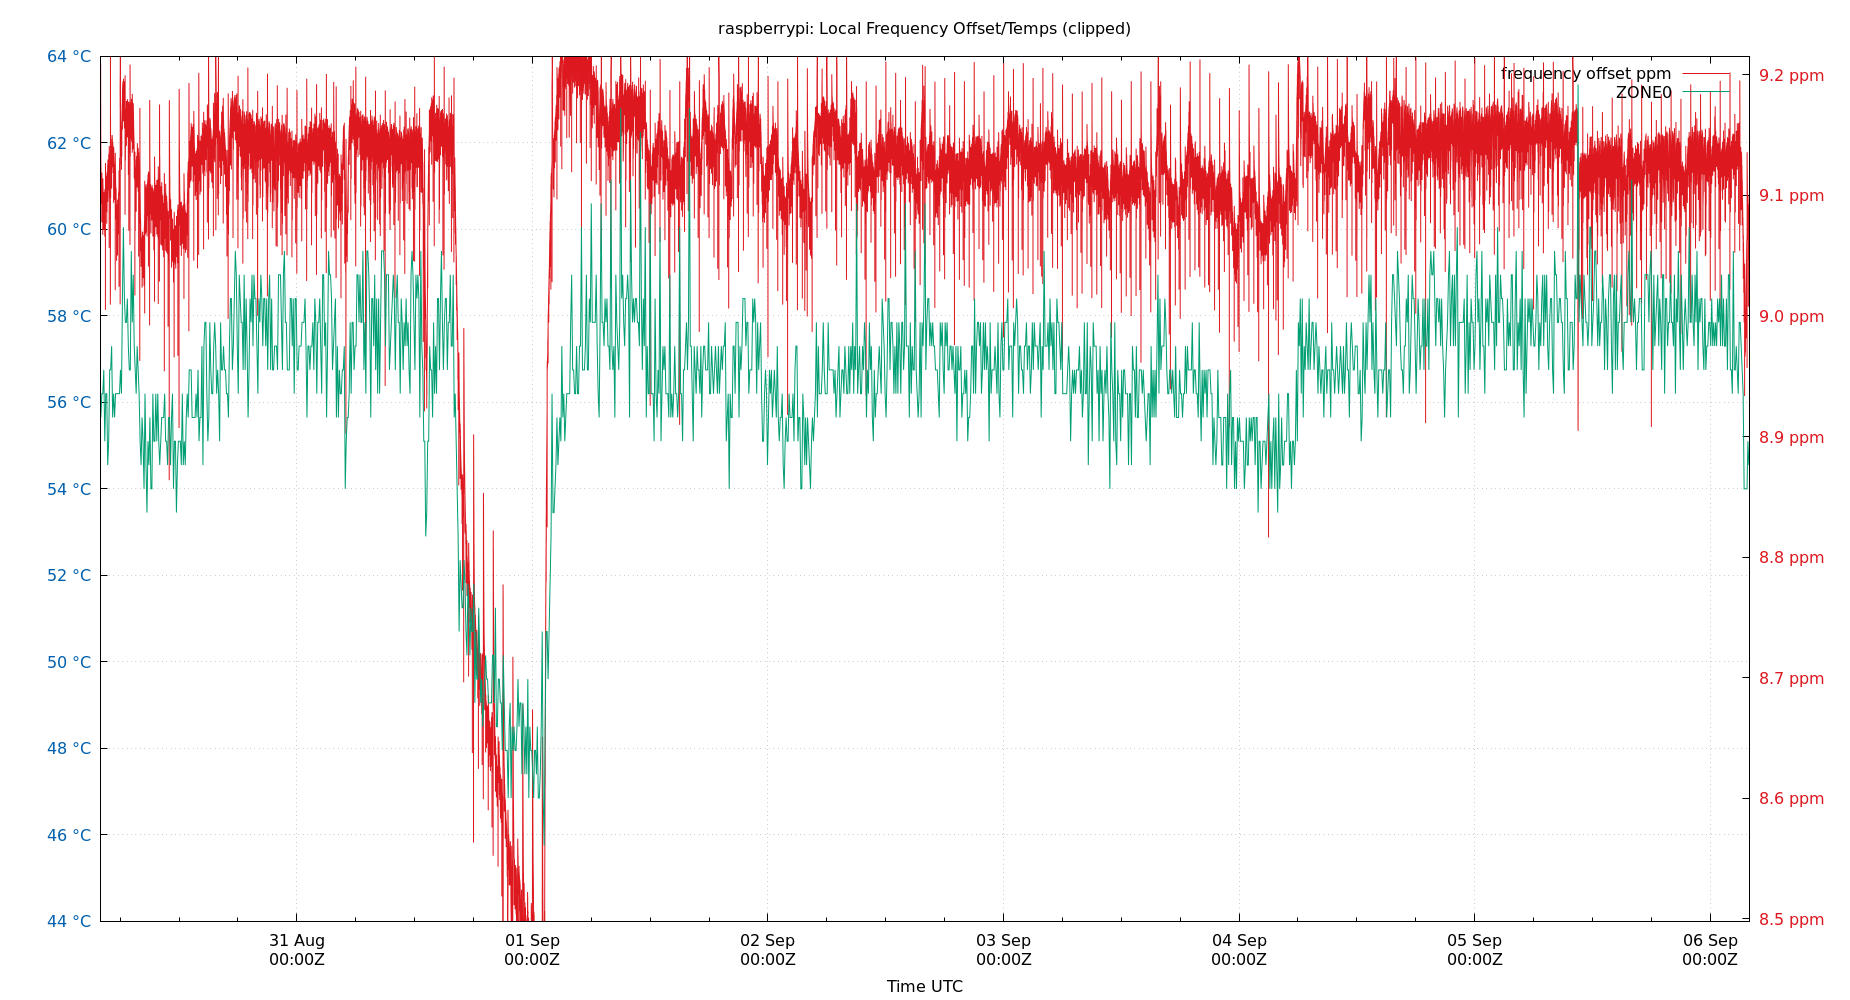 raspberrypi: Local Frequency Offset/Temps (clipped)
64 °C
62 °C
60 °C
58 °C
56 °C
54 °C
52 °C
50 °C
48 °C
46 °C
44 °C
frequency offset ppm
ZONE0
9.2 ppm
9.1 ppm
9.0 ppm
8.9 ppm
8.8 ppm
8.7 ppm
8.6 ppm
8.5 ppm
31 Aug
00:00Z
01 Sep
00:00Z
02 Sep
00:00Z
03 Sep
00:00Z
04 Sep
00:00Z
05 Sep
00:00Z
06 Sep
00:00Z
Time UTC